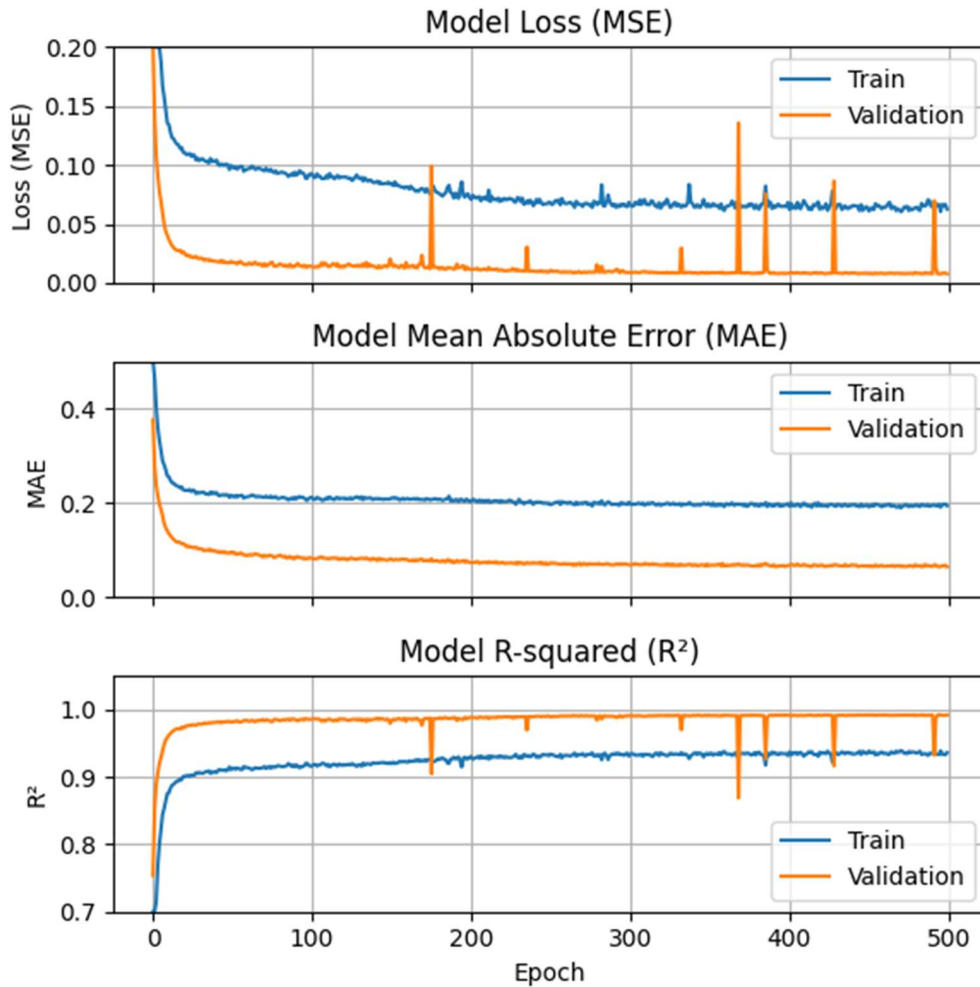 Model Loss (MSE)
0.20
0.15
0.10
0.05
0.00
Loss (MSE)
Train
Validation
Model Mean Absolute Error (MAE)
0.4
0.2
0.0
MAE
Train
Validation
Model R-squared (R²)
1.0
0.9
0.8
0.7
R²
Train
Validation
0 100 200 300 400 500
Epoch